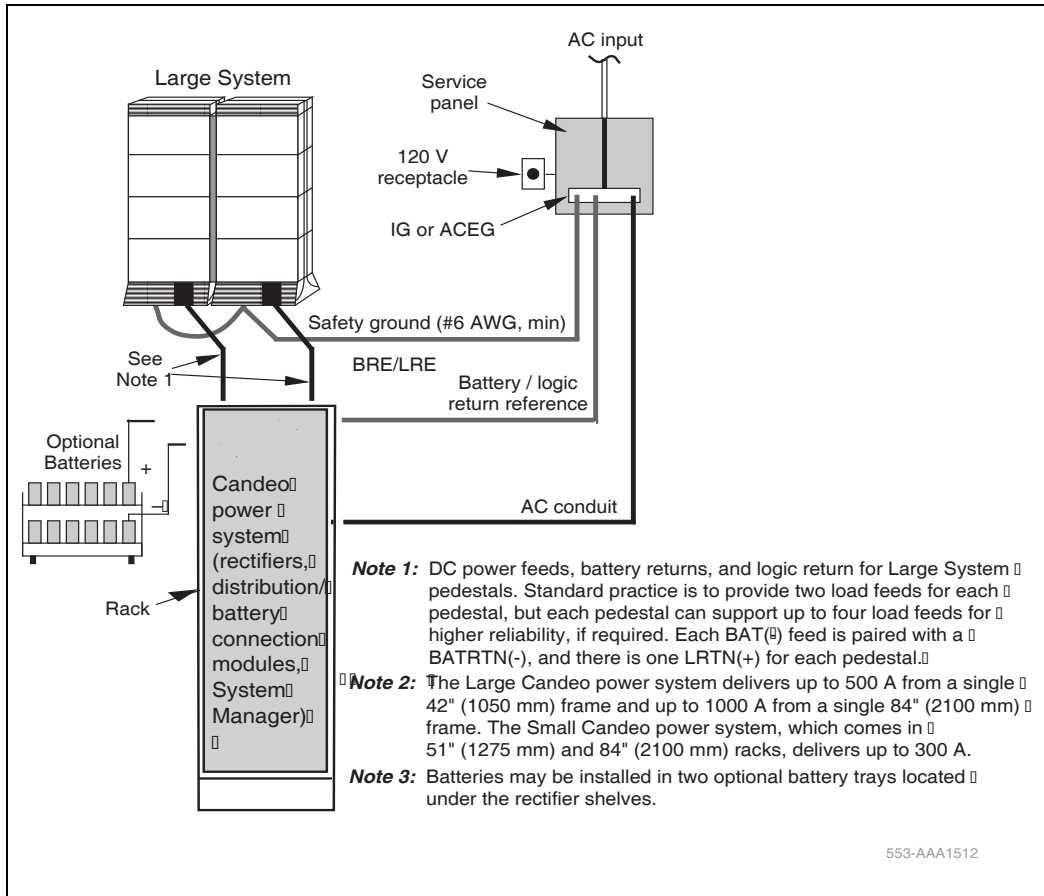 AC input
Large System
Service
panel
120 V
receptacle
IG or ACEG
Safety ground (#6 AWG, min)
See
Note 1
BRE/LRE
Battery / logic
return reference
Optional
Batteries
+
–
Candeo
power
system
(rectifiers,
distribution/
battery
connection
modules,
System
Manager)
AC conduit
Rack
Note 1: DC power feeds, battery returns, and logic return for Large System
pedestals. Standard practice is to provide two load feeds for each
pedestal, but each pedestal can support up to four load feeds for
higher reliability, if required. Each BAT() feed is paired with a
BATRTN(-), and there is one LRTN(+) for each pedestal.
Note 2: The Large Candeo power system delivers up to 500 A from a single
42" (1050 mm) frame and up to 1000 A from a single 84" (2100 mm)
frame. The Small Candeo power system, which comes in
51" (1275 mm) and 84" (2100 mm) racks, delivers up to 300 A.
Note 3: Batteries may be installed in two optional battery trays located
under the rectifier shelves.
553-AAA1512